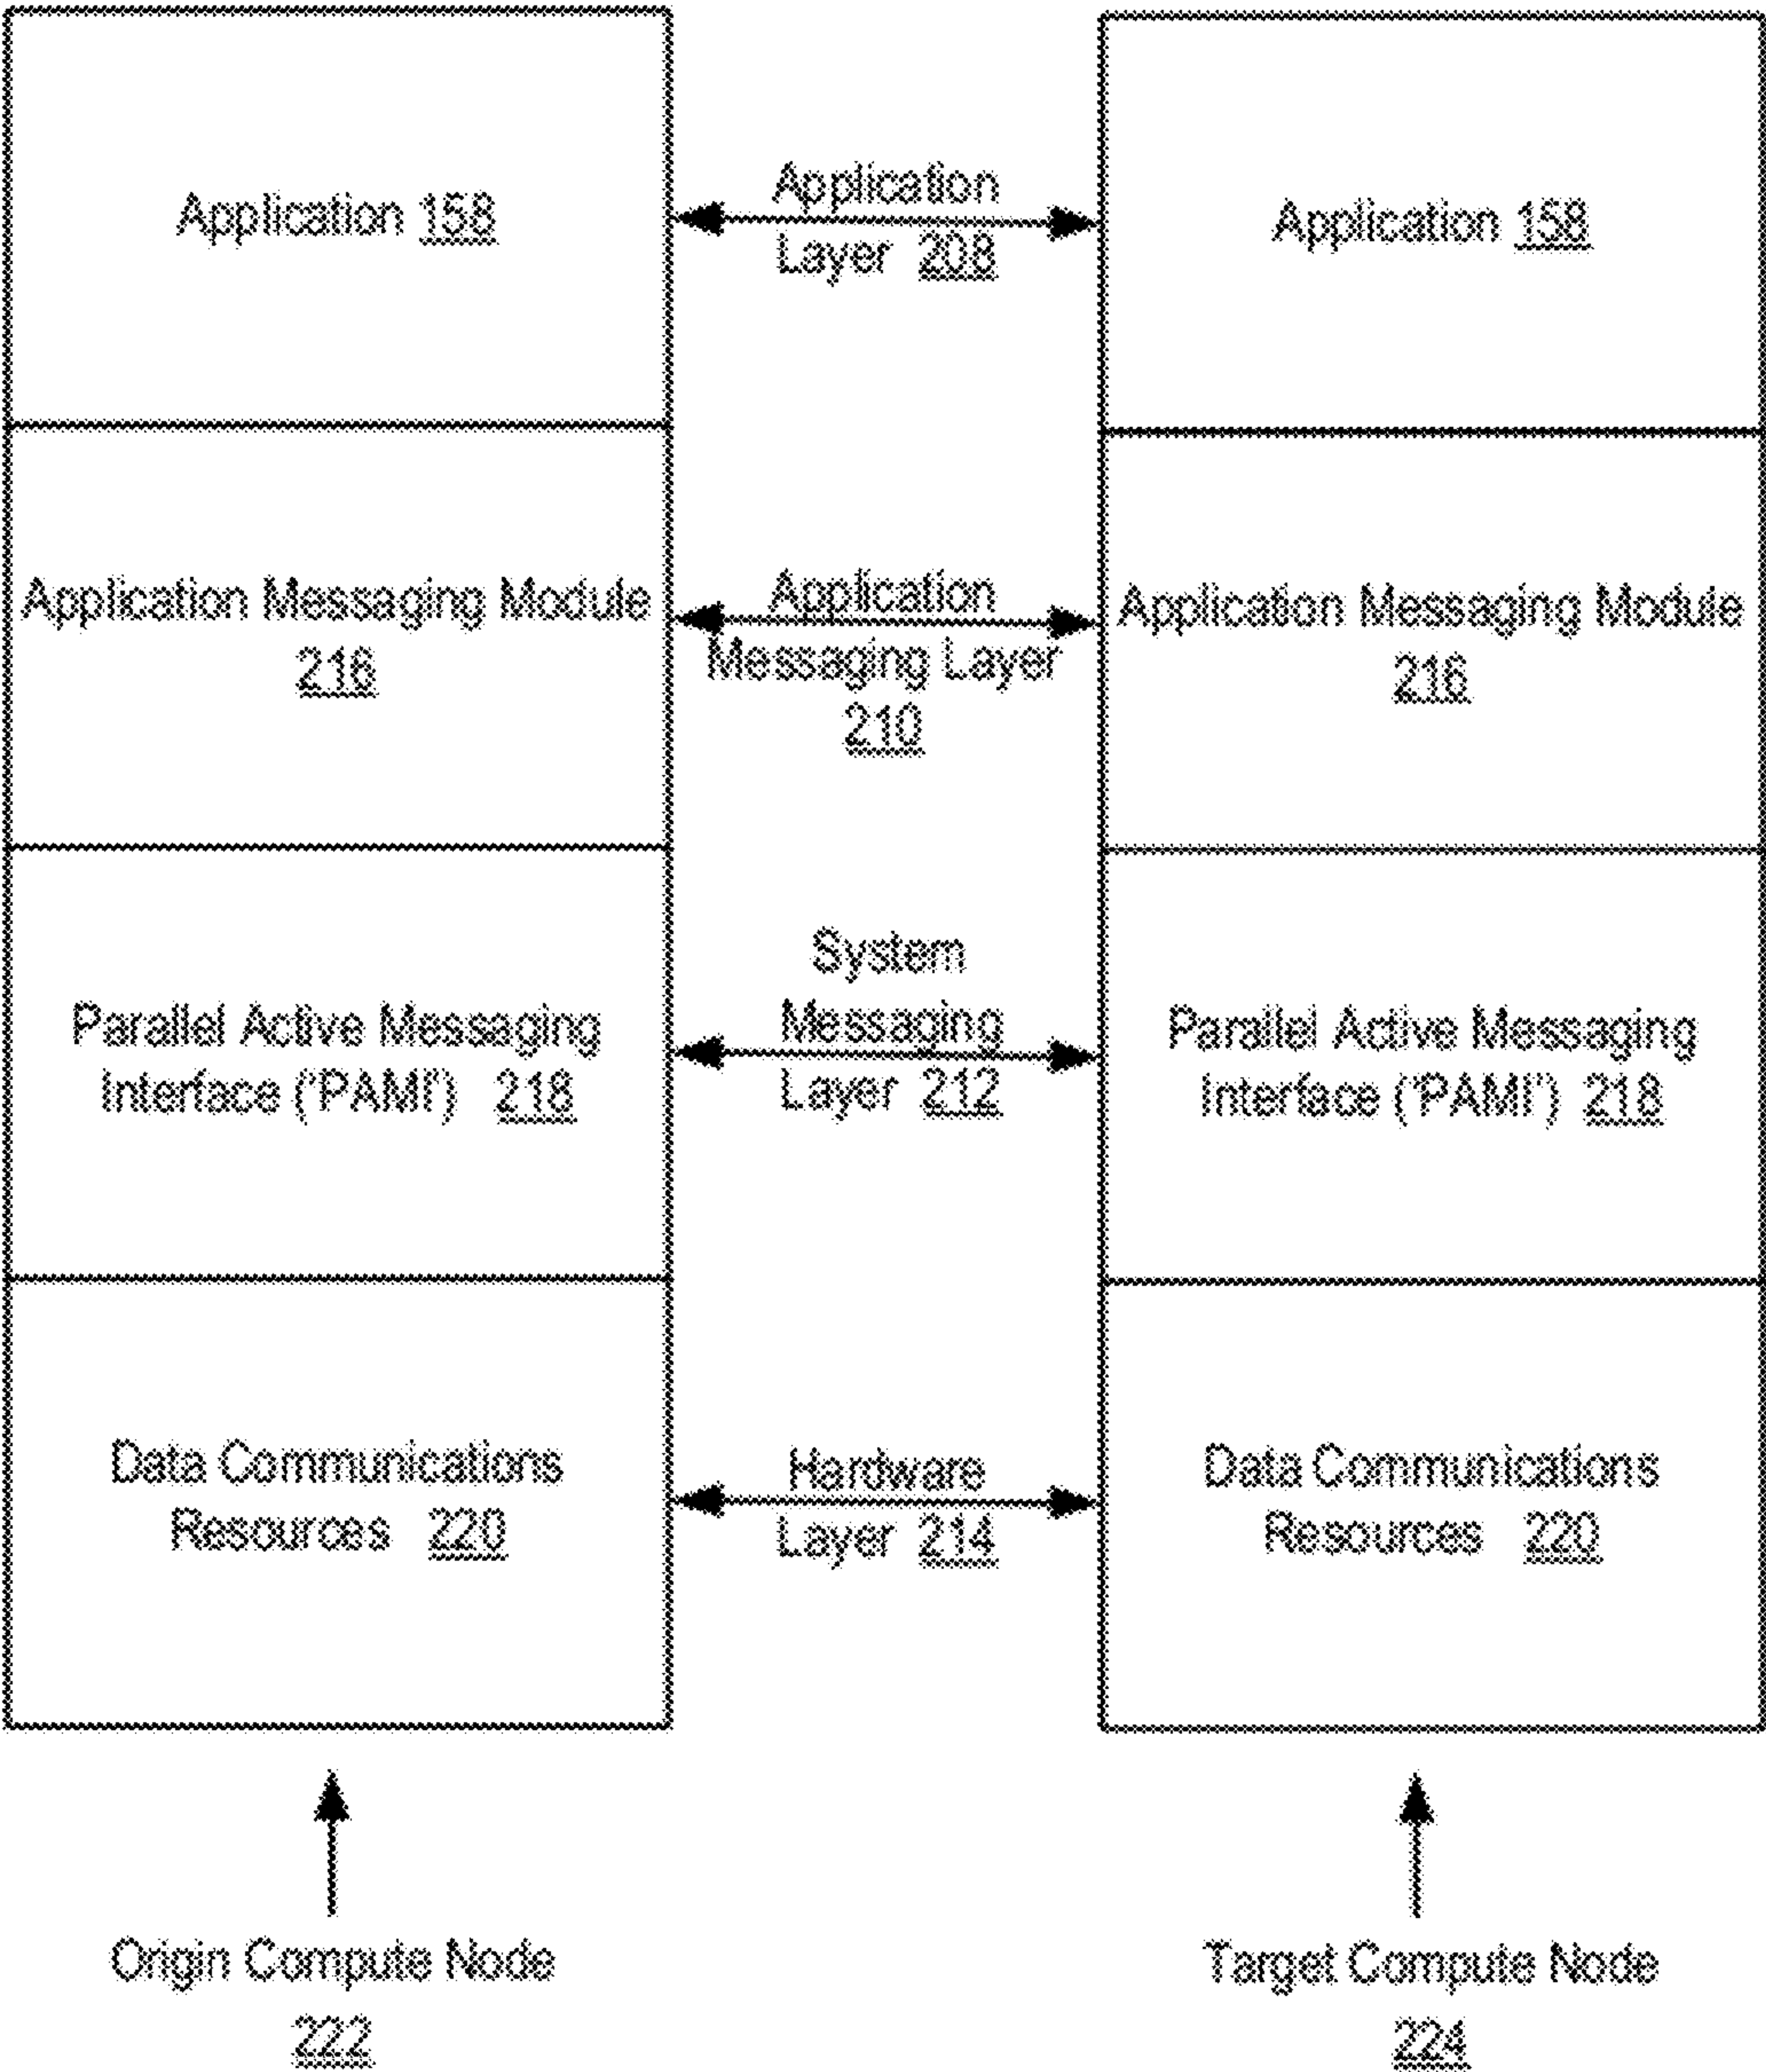 Application 158
Application
Layer 208
Application 158
Application Messaging Module
216
Application
Messaging Layer
210
Application Messaging Module
216
Parallel Active Messaging
Interface ('PAMI') 218
System
Messaging
Layer 212
Parallel Active Messaging
Interface ('PAMI') 218
Data Communications
Resources 220
Hardware
Layer 214
Data Communications
Resources 220
Origin Compute Node
222
Target Compute Node
224